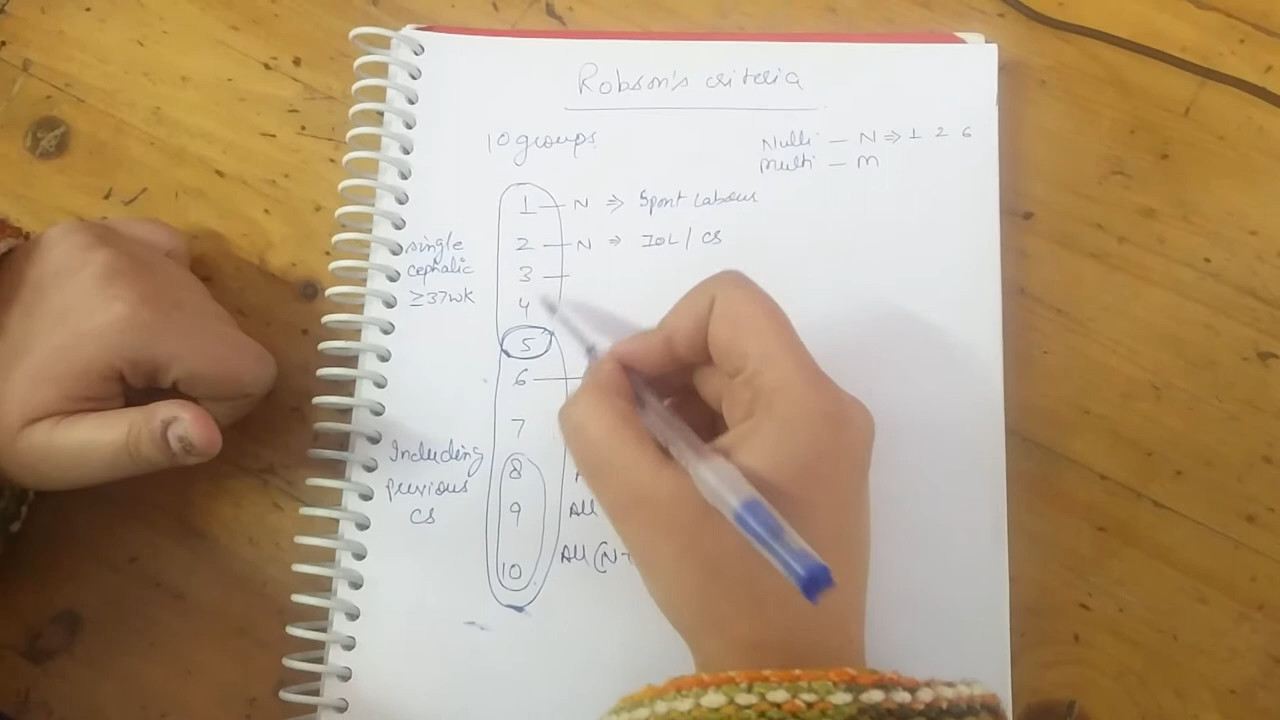 Robson's criteria
10 groups
Nulli – N ⇒ 1 2 6
Multi – m
1 – N ⇒ Spont Labour
2 – N ⇒ IOL / CS
3 –
4
5
6 –
7
8
9 All
10 All (N
single
cephalic
≥37wk
Including
previous
CS